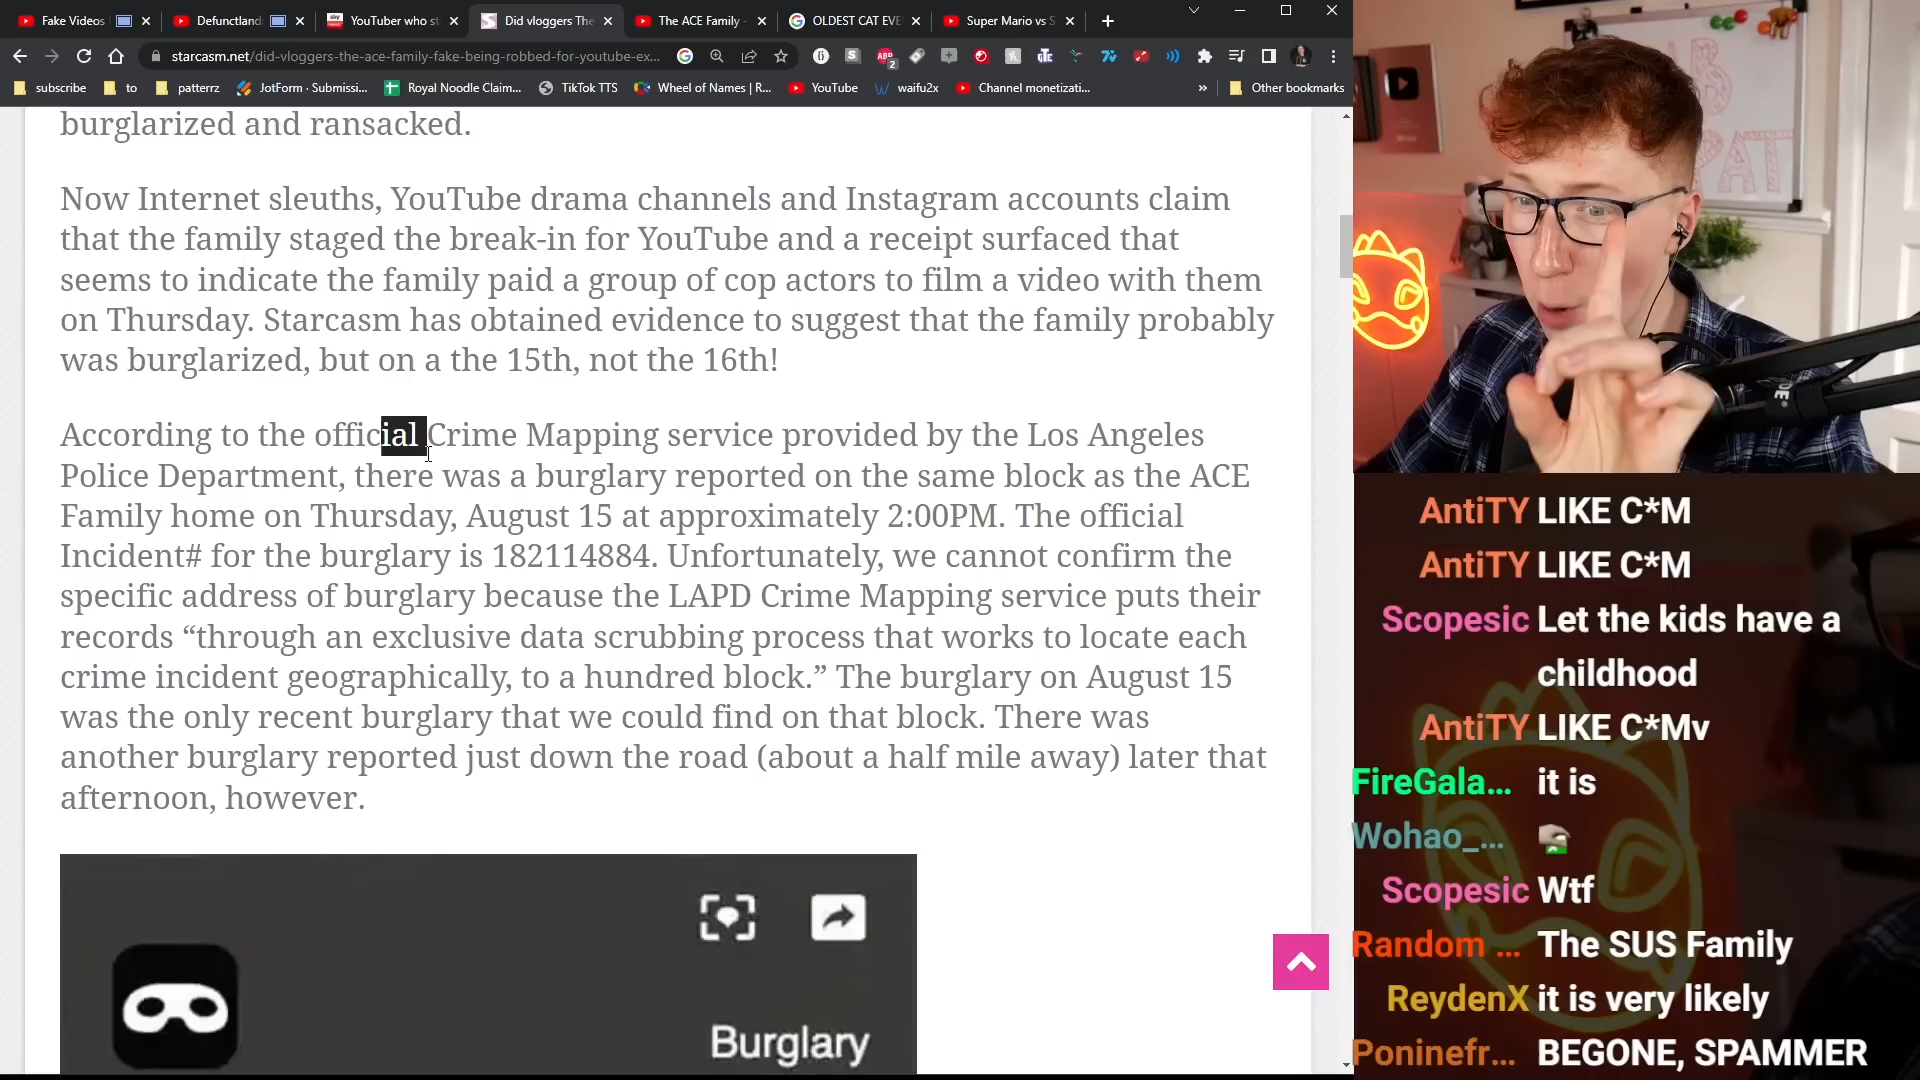 Fake Videos
Defunctland
YouTuber who st
Did vloggers The
The ACE Family -
OLDEST CAT EVE
Super Mario vs S
starcasm.net/did-vloggers-the-ace-family-fake-being-robbed-for-youtube-ex...
subscribe
to
patterrz
JotForm · Submissi...
Royal Noodle Claim...
TikTok TTS
Wheel of Names | R...
YouTube
waifu2x
Channel monetizati...
»
Other bookmarks
burglarized and ransacked.
Now Internet sleuths, YouTube drama channels and Instagram accounts claim
that the family staged the break-in for YouTube and a receipt surfaced that
seems to indicate the family paid a group of cop actors to film a video with them
on Thursday. Starcasm has obtained evidence to suggest that the family probably
was burglarized, but on a the 15th, not the 16th!
According to the official Crime Mapping service provided by the Los Angeles
Police Department, there was a burglary reported on the same block as the ACE
Family home on Thursday, August 15 at approximately 2:00PM. The official
Incident# for the burglary is 182114884. Unfortunately, we cannot confirm the
specific address of burglary because the LAPD Crime Mapping service puts their
records “through an exclusive data scrubbing process that works to locate each
crime incident geographically, to a hundred block.” The burglary on August 15
was the only recent burglary that we could find on that block. There was
another burglary reported just down the road (about a half mile away) later that
afternoon, however.
Burglary
AntiTY LIKE C*M
AntiTY LIKE C*M
Scopesic Let the kids have a
childhood
AntiTY LIKE C*Mv
FireGala... it is
Wohao_...
Scopesic Wtf
Random ... The SUS Family
ReydenX it is very likely
Poninefr... BEGONE, SPAMMER